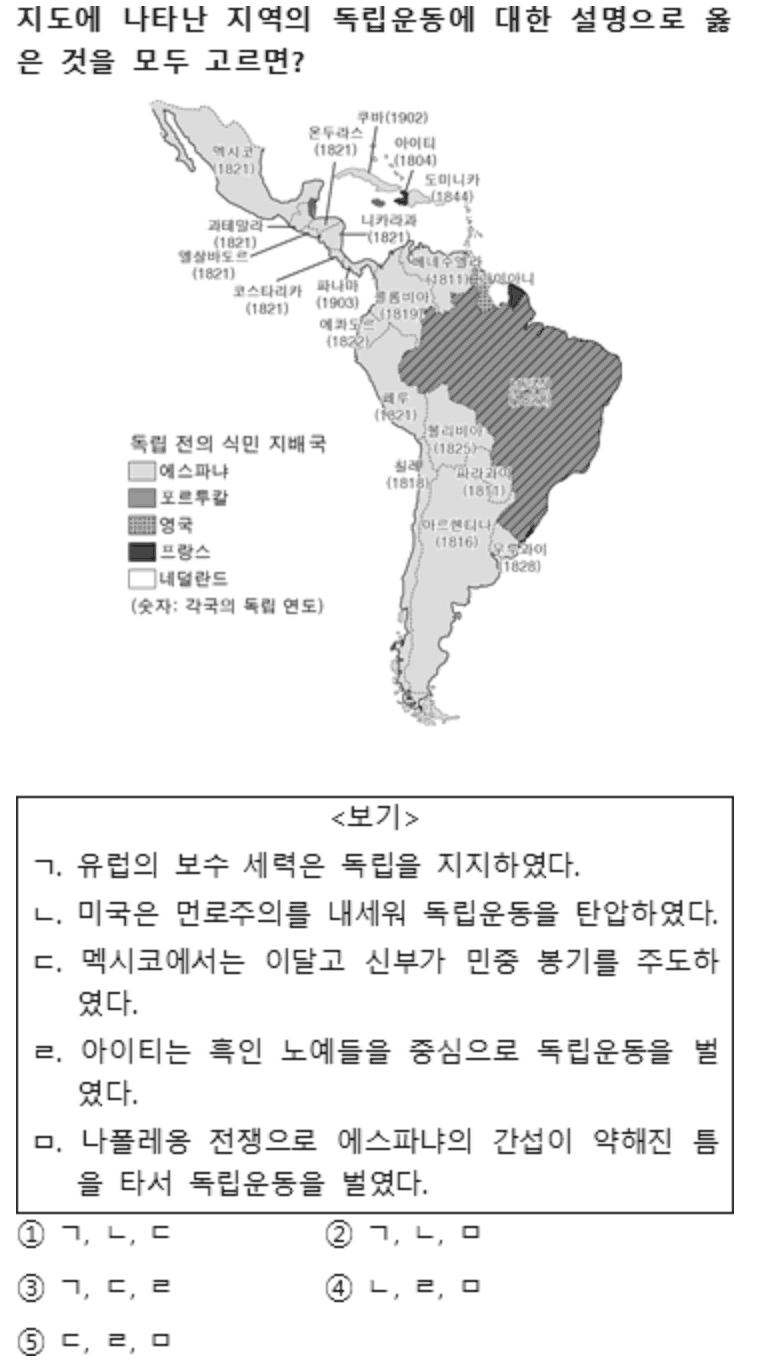 지도에 나타난 지역의 독립운동에 대한 설명으로 옳
은 것을 모두 고르면?
쿠바(1902)
온두라스
(1821)
아이티
(1804)
멕시코
(1821)
도미니카
(1844)
과테말라
(1821)
니카라과
(1821)
엘살바도르
(1821)
베네수엘라
(1811)
코스타리카
(1821)
파나마
(1903)
콜롬비아
(1819)
에콰도르
(1822)
페루
(1821)
볼리비아
(1825)
칠레
(1818)
파라과이
(1811)
아르헨티나
(1816)
우루과이
(1828)
독립 전의 식민 지배국
에스파냐
포르투칼
영국
프랑스
네덜란드
(숫자: 각국의 독립 연도)
<보기>
ㄱ. 유럽의 보수 세력은 독립을 지지하였다.
ㄴ. 미국은 먼로주의를 내세워 독립운동을 탄압하였다.
ㄷ. 멕시코에서는 이달고 신부가 민중 봉기를 주도하
였다.
ㄹ. 아이티는 흑인 노예들을 중심으로 독립운동을 벌
였다.
ㅁ. 나폴레옹 전쟁으로 에스파냐의 간섭이 약해진 틈
을 타서 독립운동을 벌였다.
① ㄱ, ㄴ, ㄷ ② ㄱ, ㄴ, ㅁ
③ ㄱ, ㄷ, ㄹ ④ ㄴ, ㄹ, ㅁ
⑤ ㄷ, ㄹ, ㅁ